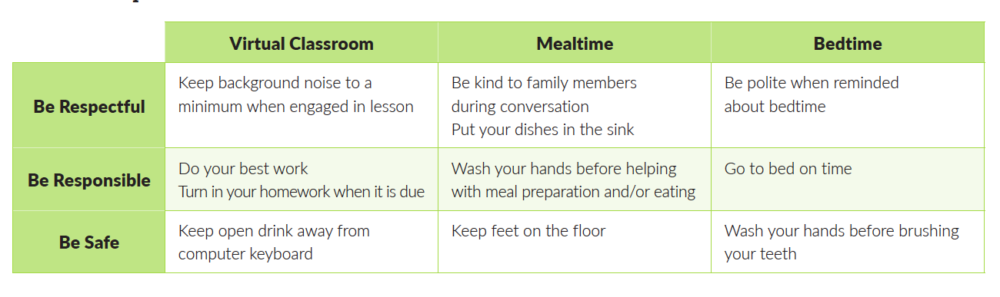 Virtual Classroom
Mealtime
Bedtime
Be Respectful
Keep background noise to a
minimum when engaged in lesson
Be kind to family members
during conversation
Put your dishes in the sink
Be polite when reminded
about bedtime
Be Responsible
Do your best work
Turn in your homework when it is due
Wash your hands before helping
with meal preparation and/or eating
Go to bed on time
Be Safe
Keep open drink away from
computer keyboard
Keep feet on the floor
Wash your hands before brushing
your teeth